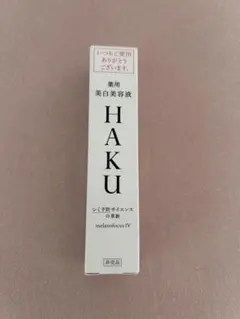 いつもご愛用
ありがとう
ございます。
薬用
美白美容液
HAKU
シミ予防サイエンス
の革新
melanofocus IV
非売品